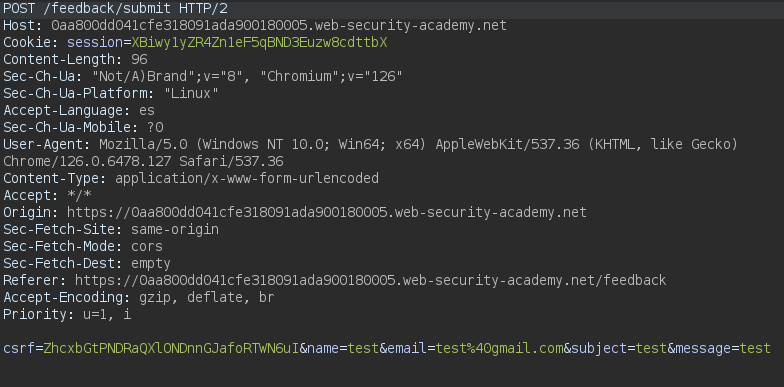 POST /feedback/submit HTTP/2
Host: 0aa800dd041cfe318091ada900180005.web-security-academy.net
Cookie: session=XBiwy1yZR4Zn1eF5qBND3Euzw8cdttbX
Content-Length: 96
Sec-Ch-Ua: "Not/A)Brand";v="8", "Chromium";v="126"
Sec-Ch-Ua-Platform: "Linux"
Accept-Language: es
Sec-Ch-Ua-Mobile: ?0
User-Agent: Mozilla/5.0 (Windows NT 10.0; Win64; x64) AppleWebKit/537.36 (KHTML, like Gecko)
Chrome/126.0.6478.127 Safari/537.36
Content-Type: application/x-www-form-urlencoded
Accept: */*
Origin: https://0aa800dd041cfe318091ada900180005.web-security-academy.net
Sec-Fetch-Site: same-origin
Sec-Fetch-Mode: cors
Sec-Fetch-Dest: empty
Referer: https://0aa800dd041cfe318091ada900180005.web-security-academy.net/feedback
Accept-Encoding: gzip, deflate, br
Priority: u=1, i
csrf=ZhcxbGtPNDRaQXlONDnnGJafoRTWN6uI&name=test&email=test%40gmail.com&subject=test&message=test